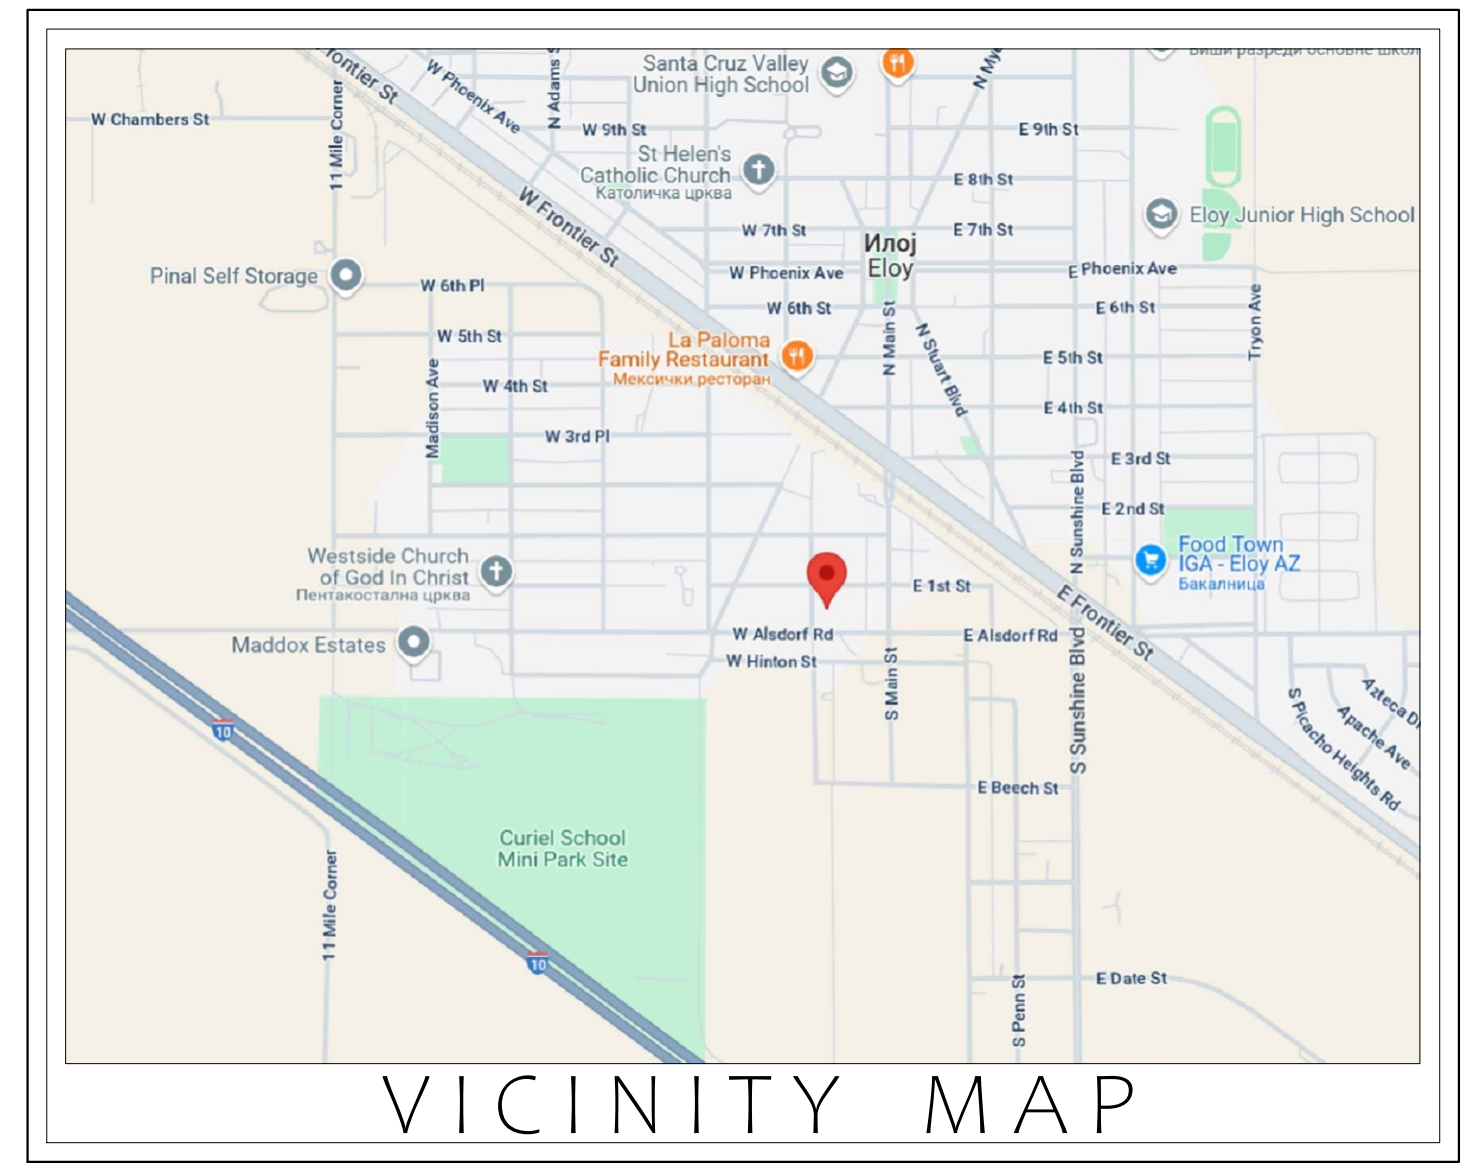 Frontier St
W Phoenix Ave
N Adams S
Santa Cruz Valley
Union High School
N Mye
Виши разреди основне школ
W Chambers St
11 Mile Corner
W 9th St
E 9th St
St Helen's
Catholic Church
Католичка црква
E 8th St
W Frontier St
Eloy Junior High School
W 7th St
E 7th St
Илој
Eloy
W Phoenix Ave
E Phoenix Ave
Pinal Self Storage
W 6th Pl
W 6th St
E 6th St
Tryon Ave
W 5th St
La Paloma
Family Restaurant
Мексички ресторан
N Main St
N Stuart Blvd
E 5th St
Madison Ave
W 4th St
E 4th St
W 3rd Pl
E 3rd St
N Sunshine Blvd
E 2nd St
Westside Church
of God In Christ
Пентакостална црква
Food Town
IGA - Eloy AZ
Бакалница
E 1st St
E Frontier St
W Alsdorf Rd
E Alsdorf Rd
Maddox Estates
W Hinton St
S Main St
S Sunshine Blvd
S Picacho Heights Rd
Apache Ave
Azteca Dr
10
E Beech St
Curiel School
Mini Park Site
11 Mile Corner
10
E Date St
S Penn St
VICINITY MAP